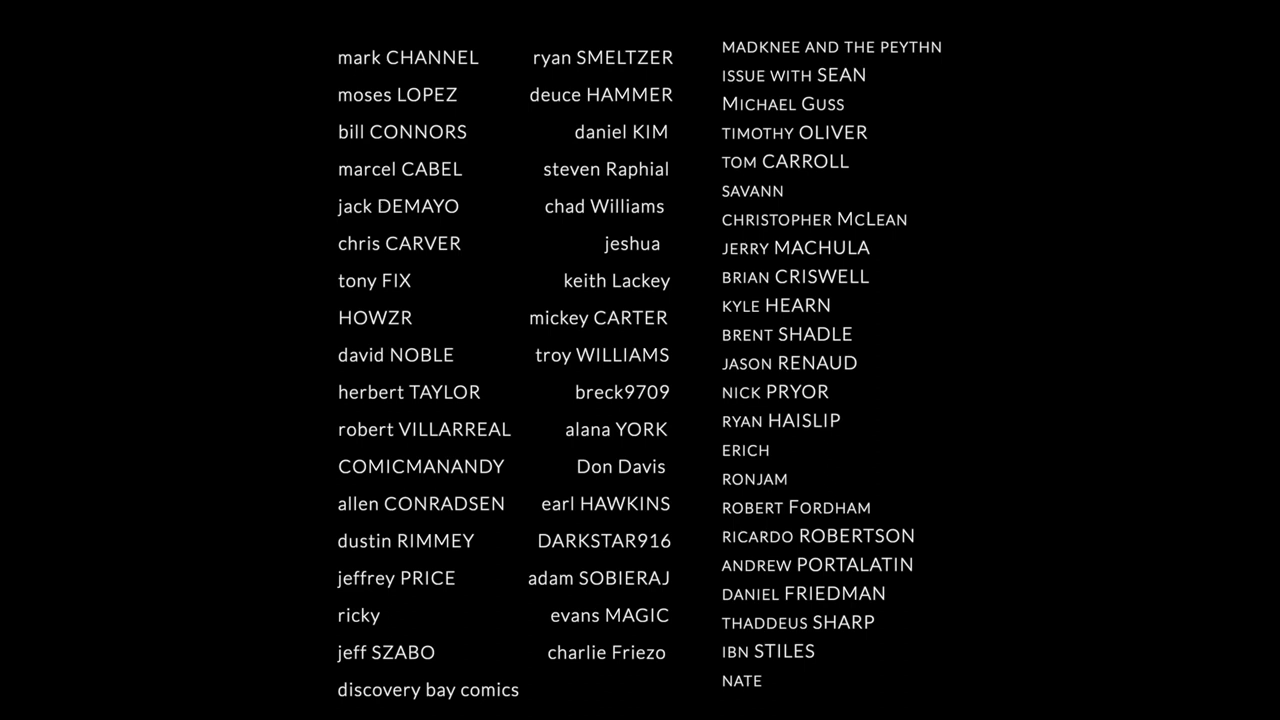 mark CHANNEL
moses LOPEZ
bill CONNORS
marcel CABEL
jack DEMAYO
chris CARVER
tony FIX
HOWZR
david NOBLE
herbert TAYLOR
robert VILLARREAL
COMICMANANDY
allen CONRADSEN
dustin RIMMEY
jeffrey PRICE
ricky
jeff SZABO
discovery bay comics
ryan SMELTZER
deuce HAMMER
daniel KIM
steven Raphial
chad Williams
jeshua
keith Lackey
mickey CARTER
troy WILLIAMS
breck9709
alana YORK
Don Davis
earl HAWKINS
DARKSTAR916
adam SOBIERAJ
evans MAGIC
charlie Friezo
MADKNEE AND THE PEYTHN
ISSUE WITH SEAN
MICHAEL GUSS
TIMOTHY OLIVER
TOM CARROLL
SAVANN
CHRISTOPHER MCLEAN
JERRY MACHULA
BRIAN CRISWELL
KYLE HEARN
BRENT SHADLE
JASON RENAUD
NICK PRYOR
RYAN HAISLIP
ERICH
RONJAM
ROBERT FORDHAM
RICARDO ROBERTSON
ANDREW PORTALATIN
DANIEL FRIEDMAN
THADDEUS SHARP
IBN STILES
NATE